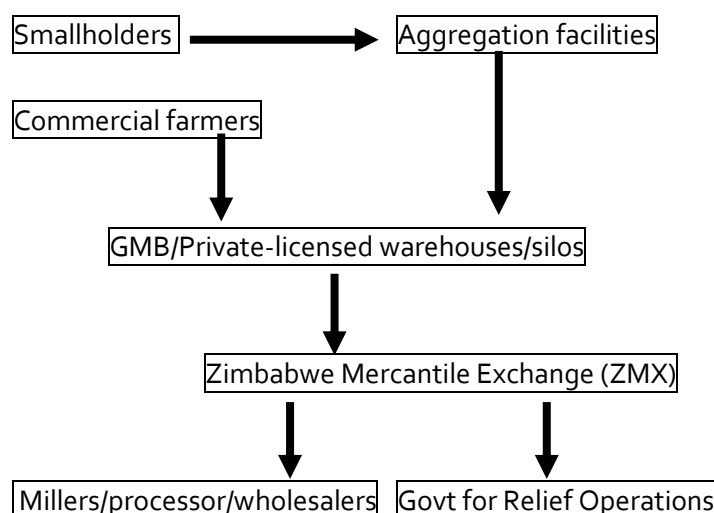 Smallholders
Aggregation facilities
Commercial farmers
GMB/Private-licensed warehouses/silos
Zimbabwe Mercantile Exchange (ZMX)
Millers/processor/wholesalers
Govt for Relief Operations